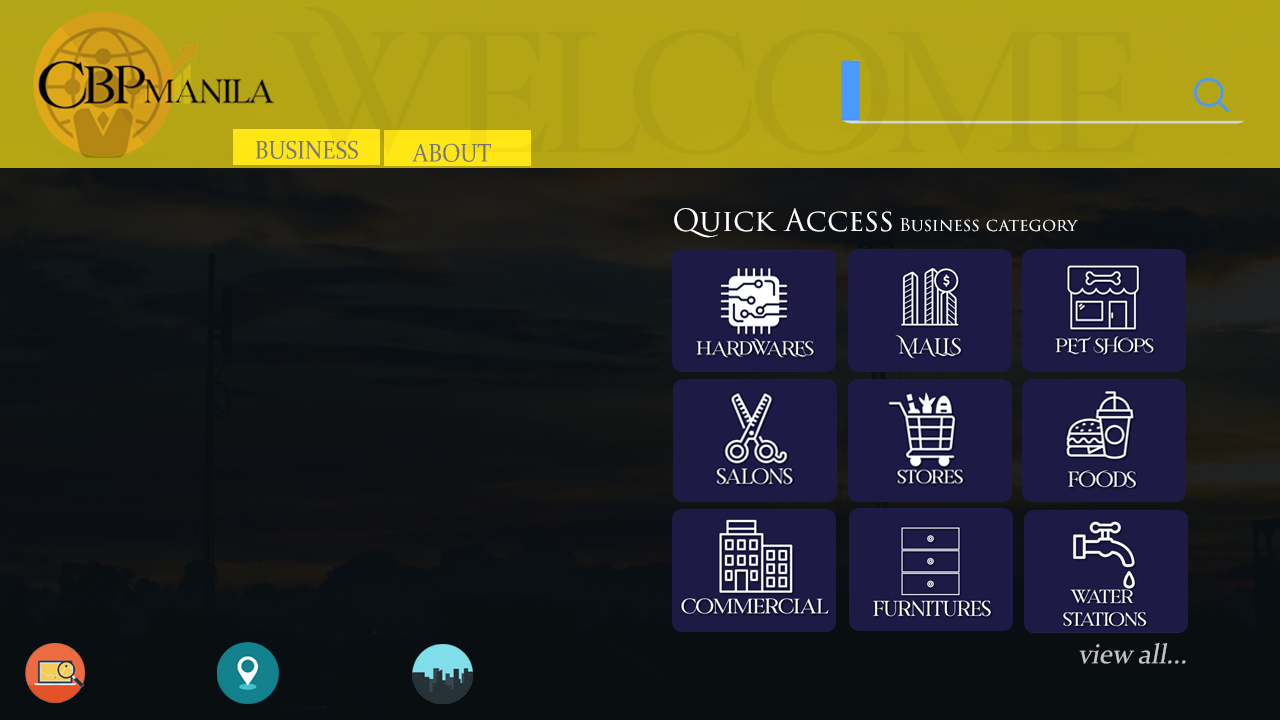 WELCOME
CBPMANILA
BUSINESS
ABOUT
QUICK ACCESS BUSINESS CATEGORY
HARDWARES
MALLS
PET SHOPS
SALONS
STORES
FOODS
COMMERCIAL
FURNITURES
WATER
STATIONS
view all...